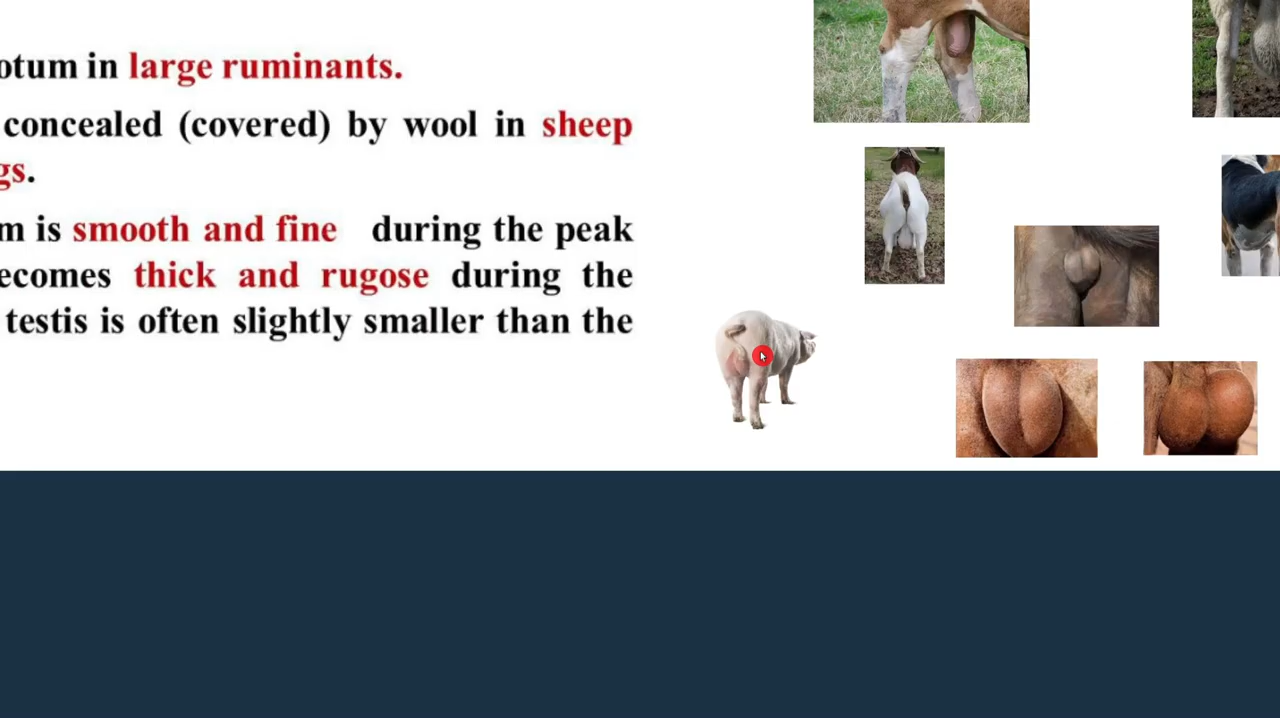 otum in large ruminants.
concealed (covered) by wool in sheep
gs.
m is smooth and fine during the peak
ecomes thick and rugose during the
testis is often slightly smaller than the